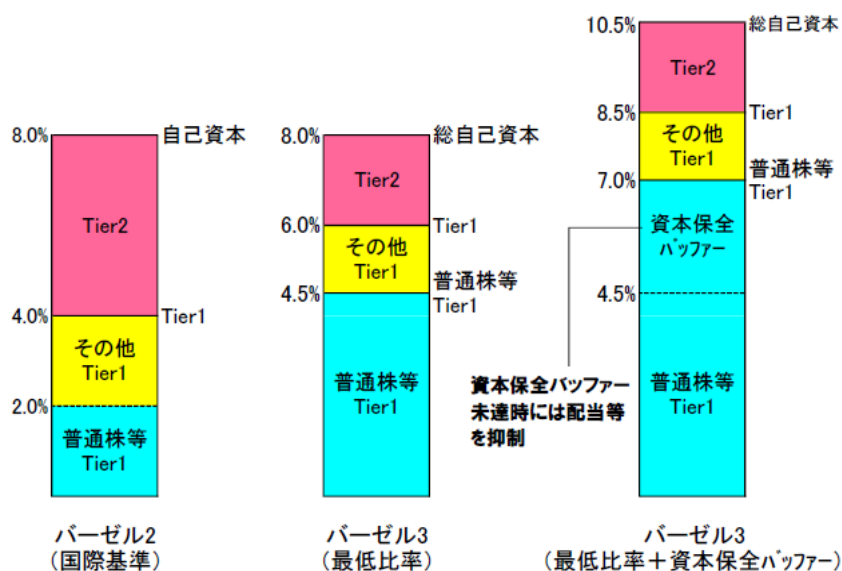 8.0%
自己資本
Tier2
4.0%
Tier1
その他
Tier1
2.0%
普通株等
Tier1
バーゼル2
(国際基準)
8.0%
総自己資本
Tier2
6.0%
Tier1
その他
Tier1
普通株等
4.5%
Tier1
普通株等
Tier1
バーゼル3
(最低比率)
10.5%
総自己資本
Tier2
8.5%
Tier1
その他
Tier1
普通株等
7.0%
Tier1
資本保全
バッファー
4.5%
資本保全バッファー
未達時には配当等
を抑制
普通株等
Tier1
バーゼル3
(最低比率+資本保全バッファー)